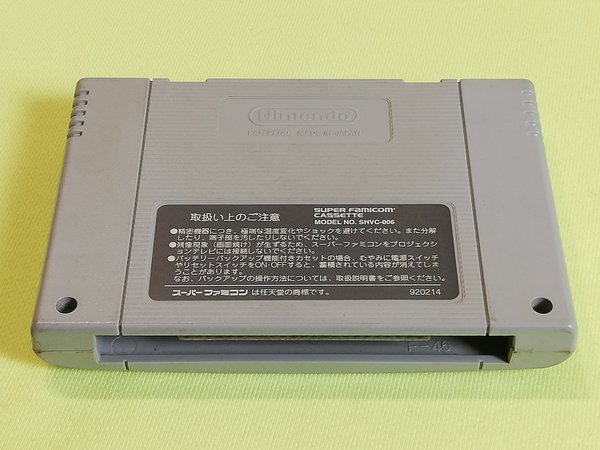 Nintendo
PAT. PEND. MADE IN JAPAN
取扱い上のご注意
SUPER FAMICOM
CASSETTE
MODEL NO. SHVC-006
●精密機器につき、極端な温度変化やショックを避けてください。また分解
したり、端子部を汚したりしないでください。
●残像現象(画面焼け)が生ずるため、スーパーファミコンをプロジェクシ
ョンテレビには接続しないでください。
●バッテリーバックアップ機能付きカセットの場合、むやみに電源スイッチ
やリセットスイッチをON・OFFすると、蓄積されている内容が消えてしま
うことがあります。
なお、バックアップの操作方法については、取扱説明書をご覧ください。
スーパーファミコンは任天堂の商標です。
920214
F-46